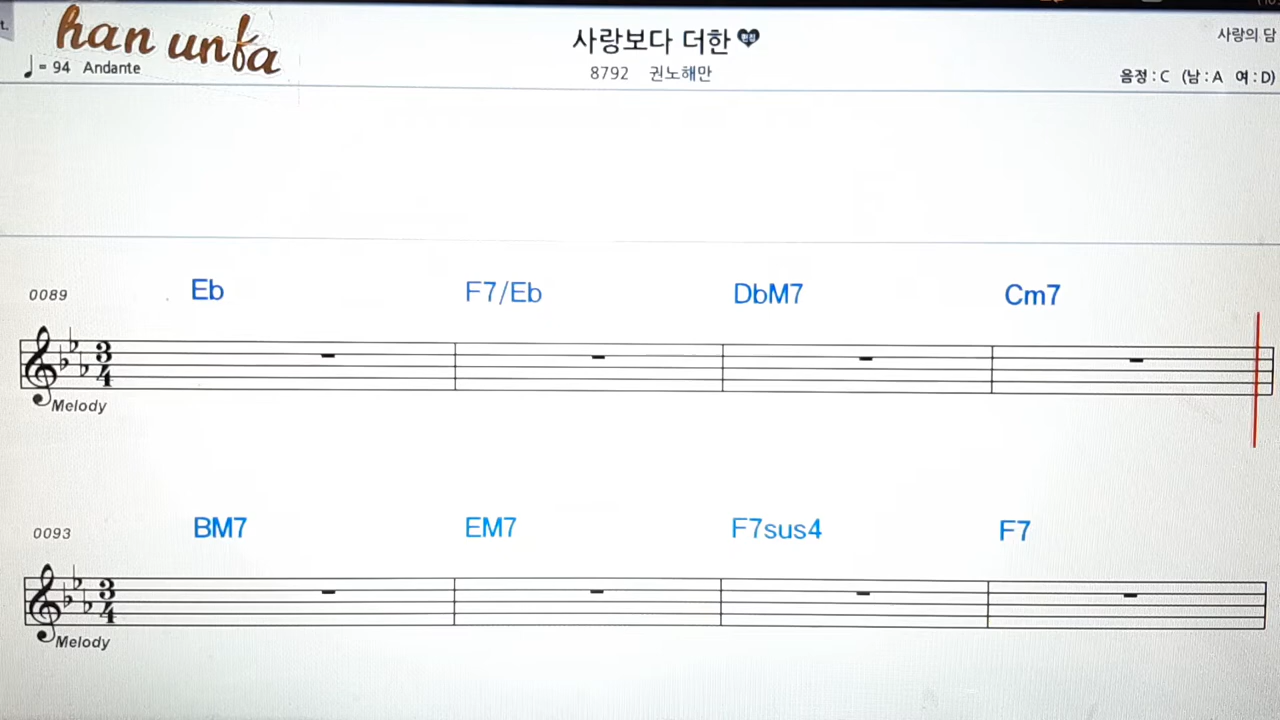 t.
han unfa
♩ = 94 Andante
사랑보다 더한
8792 권노해만
사랑의 담
음정 : C (남 : A 여 : D)
0089
Eb F7/Eb DbM7 Cm7
3
4
Melody
0093
BM7 EM7 F7sus4 F7
3
4
Melody